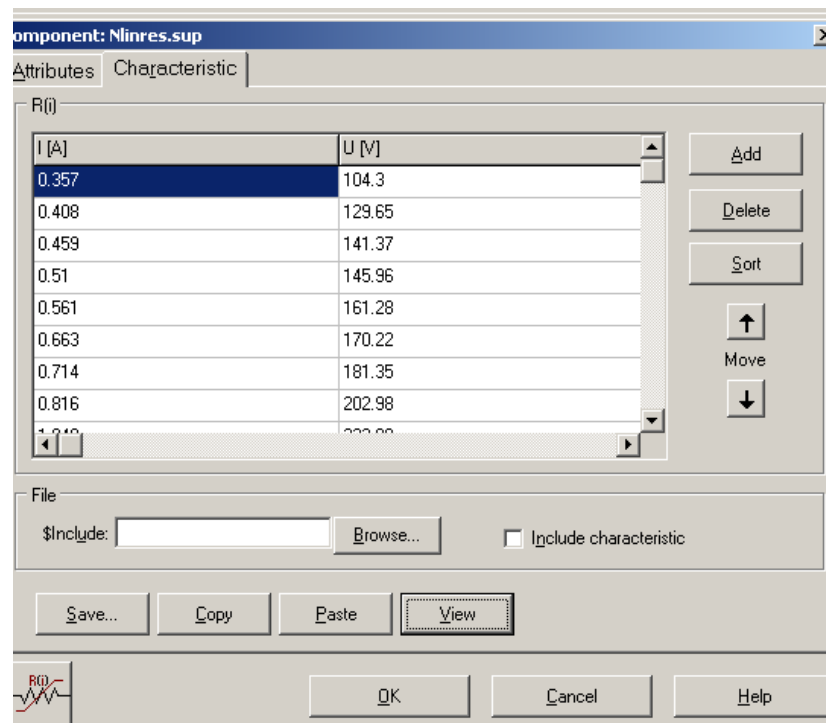 omponent: Nlinres.sup
Attributes Characteristic
R(i)
I [A] U [V]
0.357 104.3
0.408 129.65
0.459 141.37
0.51 145.96
0.561 161.28
0.663 170.22
0.714 181.35
0.816 202.98
Add
Delete
Sort
Move
File
$Include: Browse... Include characteristic
Save... Copy Paste View
R(i)
OK Cancel Help